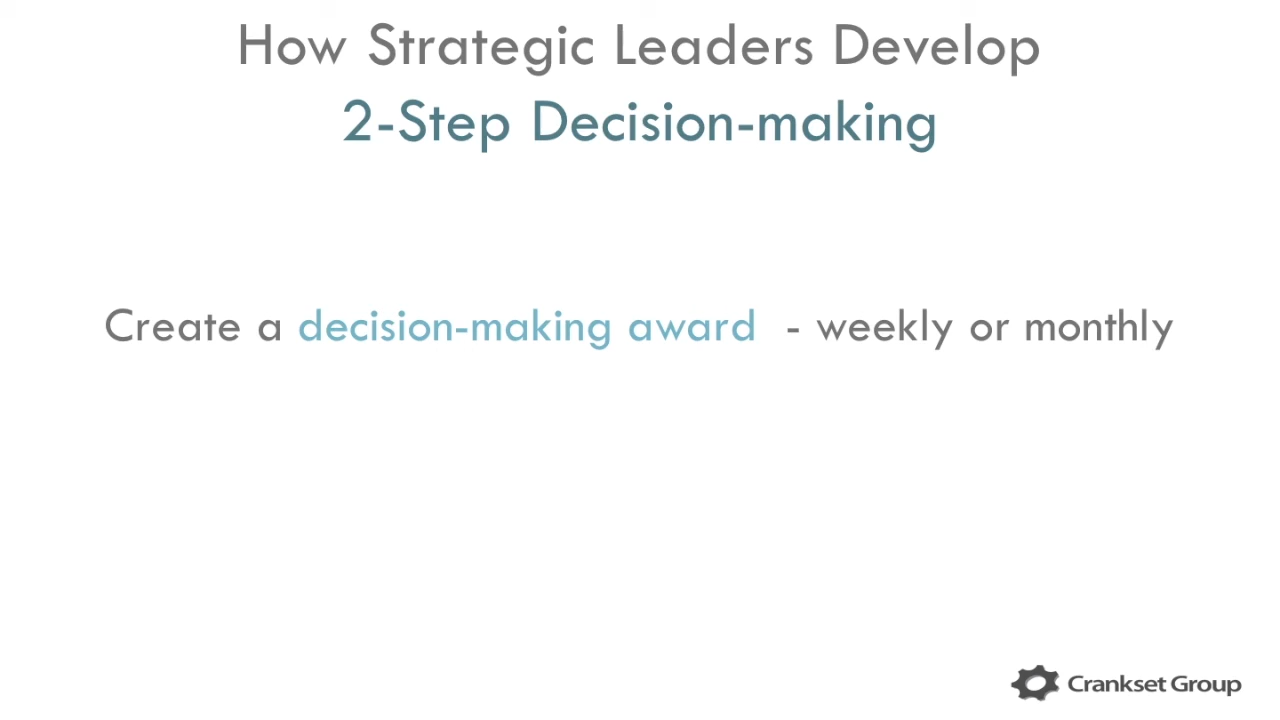 How Strategic Leaders Develop
2-Step Decision-making
Create a decision-making award - weekly or monthly
Crankset Group